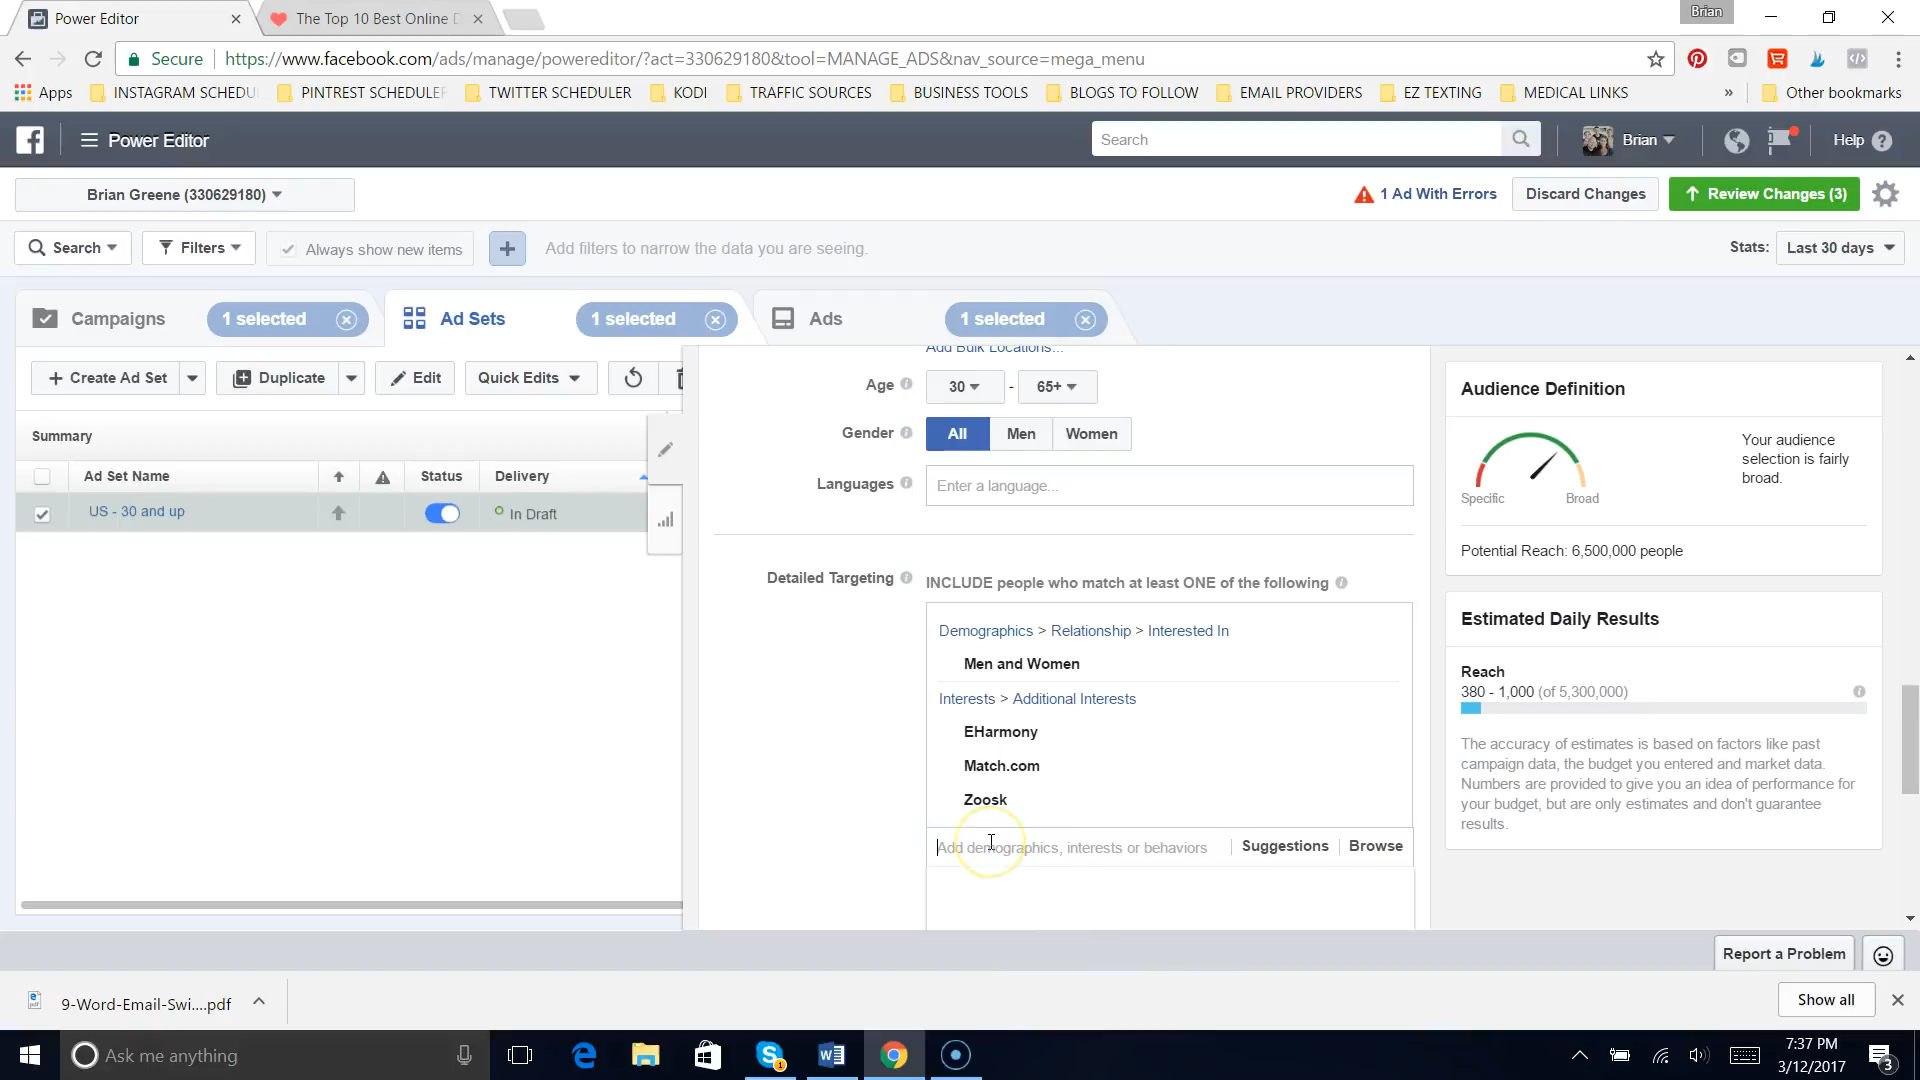 Power Editor
The Top 10 Best Online D
Brian
Secure
https://www.facebook.com/ads/manage/powereditor/?act=330629180&tool=MANAGE_ADS&nav_source=mega_menu
Apps
INSTAGRAM SCHEDU
PINTREST SCHEDULER
TWITTER SCHEDULER
KODI
TRAFFIC SOURCES
BUSINESS TOOLS
BLOGS TO FOLLOW
EMAIL PROVIDERS
EZ TEXTING
MEDICAL LINKS
»
Other bookmarks
Power Editor
Search
Brian
Help
Brian Greene (330629180)
1 Ad With Errors
Discard Changes
Review Changes (3)
Search
Filters
Always show new items
Add filters to narrow the data you are seeing.
Stats:
Last 30 days
Campaigns
1 selected
Ad Sets
1 selected
Ads
1 selected
Create Ad Set
Duplicate
Edit
Quick Edits
Summary
Ad Set Name
Status
Delivery
US - 30 and up
In Draft
Add Bulk Locations...
Age
30
-
65+
Gender
All
Men
Women
Languages
Enter a language...
Detailed Targeting
INCLUDE people who match at least ONE of the following
Demographics > Relationship > Interested In
Men and Women
Interests > Additional Interests
EHarmony
Match.com
Zoosk
Add demographics, interests or behaviors
Suggestions
Browse
Audience Definition
Your audience
selection is fairly
broad.
Specific
Broad
Potential Reach: 6,500,000 people
Estimated Daily Results
Reach
380 - 1,000 (of 5,300,000)
The accuracy of estimates is based on factors like past
campaign data, the budget you entered and market data.
Numbers are provided to give you an idea of performance for
your budget, but are only estimates and don't guarantee
results.
Report a Problem
9-Word-Email-Swi....pdf
Show all
Ask me anything
1
7:37 PM
3/12/2017
3